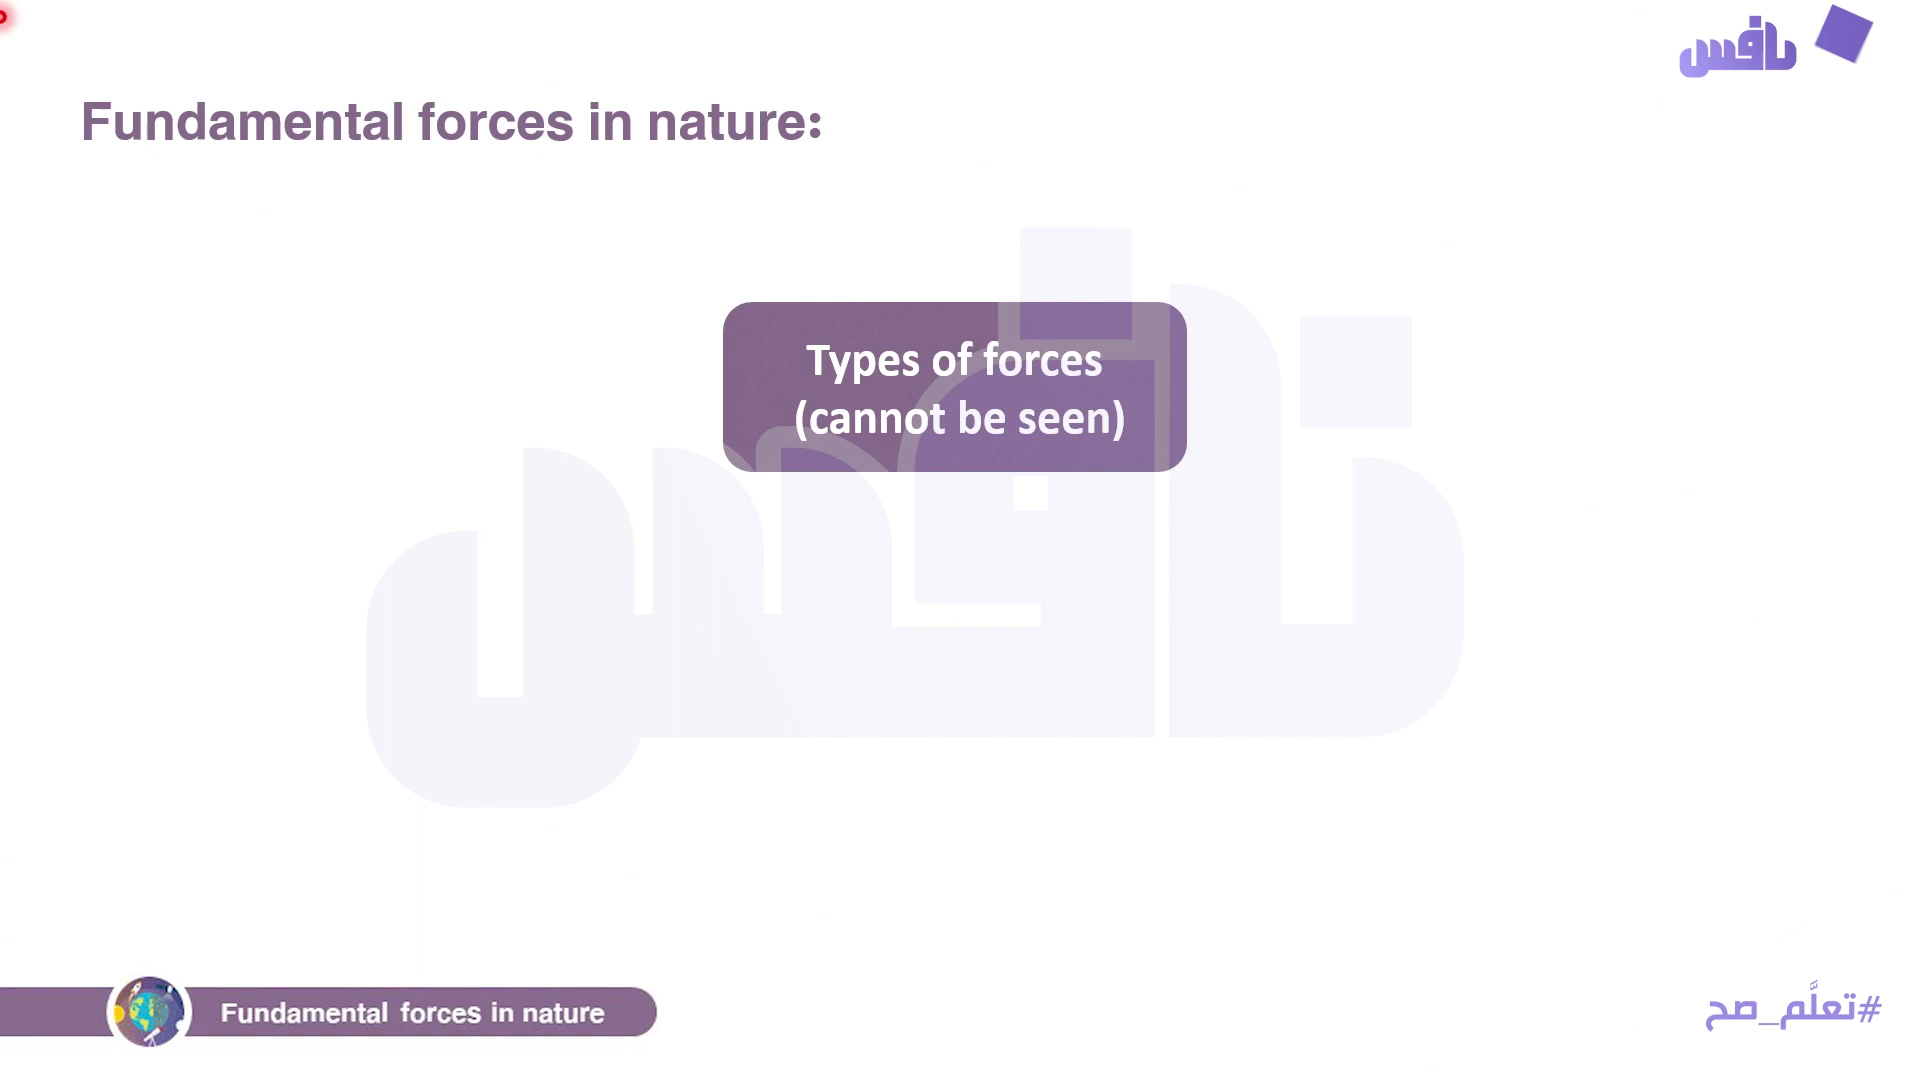 نافس
Fundamental forces in nature:
Types of forces
(cannot be seen)
Fundamental forces in nature
#تعلَّم_صح